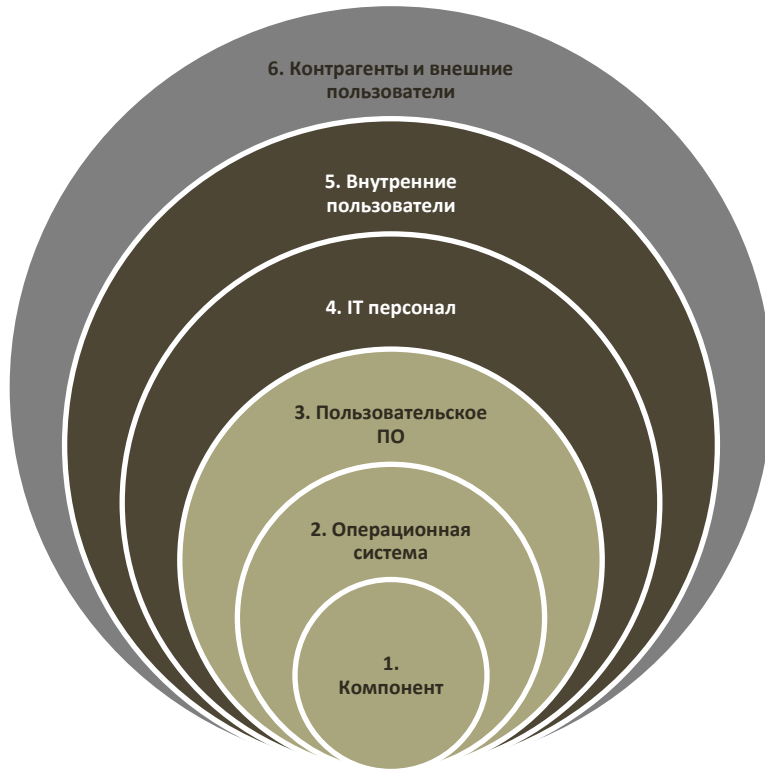 6. Контрагенты и внешние
пользователи
5. Внутренние
пользователи
4. IT персонал
3. Пользовательское
ПО
2. Операционная
система
1.
Компонент